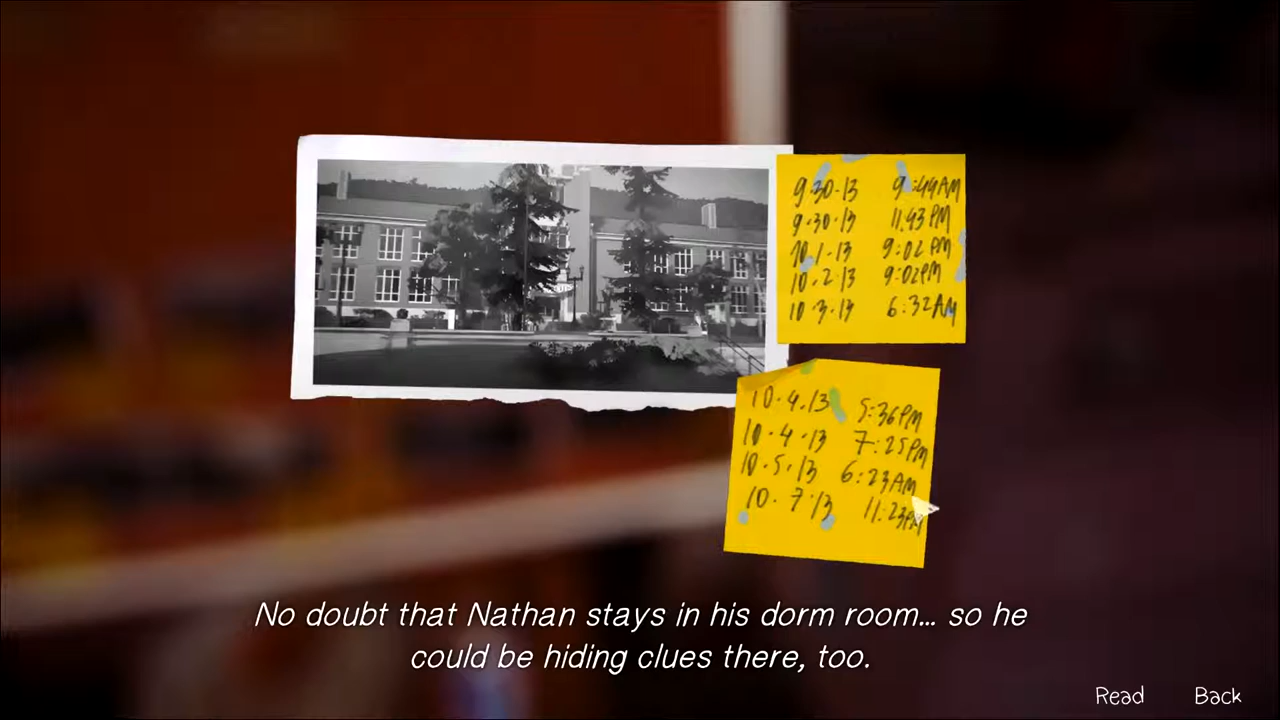 9-30-13 9:49AM
9-30-13 11:43PM
10.1-13 9:02PM
10.2-13 9:02PM
10-3-13 6:32AM
10-4-13 5:36PM
10-4-13 7:25PM
10-5-13 6:23AM
10-7-13 11:23PM
No doubt that Nathan stays in his dorm room... so he
could be hiding clues there, too.
Read Back